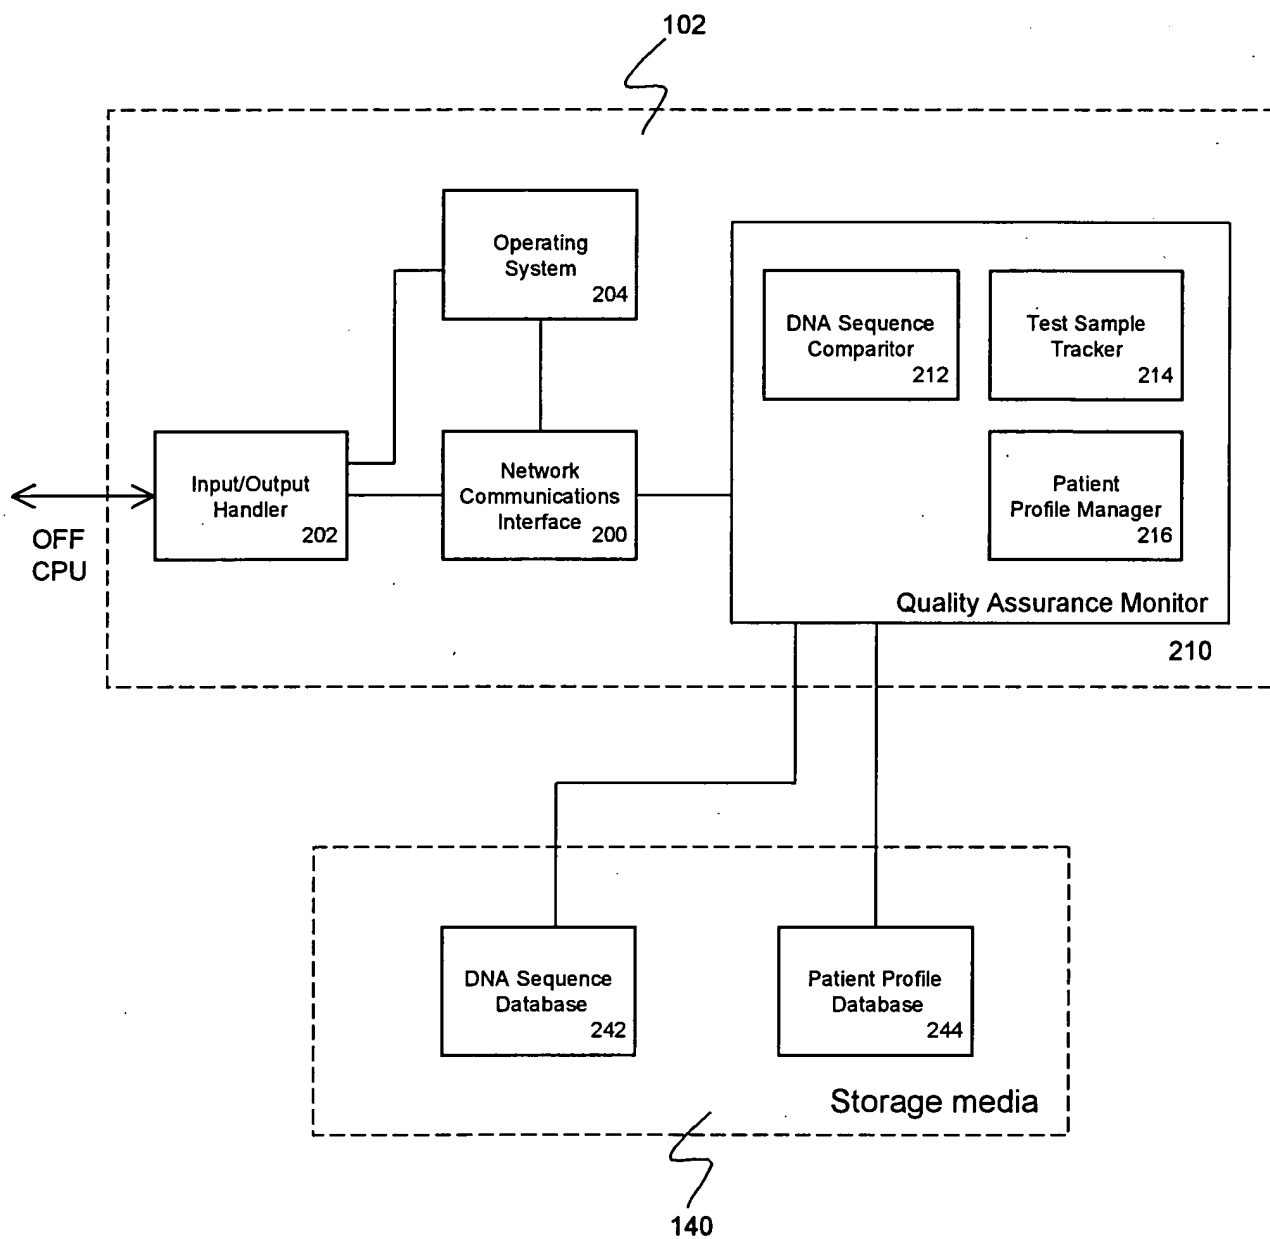 102
Operating
System
204
DNA Sequence
Comparitor
212
Test Sample
Tracker
214
Input/Output
Handler
202
Network
Communications
Interface
200
Patient
Profile Manager
216
OFF
CPU
Quality Assurance Monitor
210
DNA Sequence
Database
242
Patient Profile
Database
244
Storage media
140